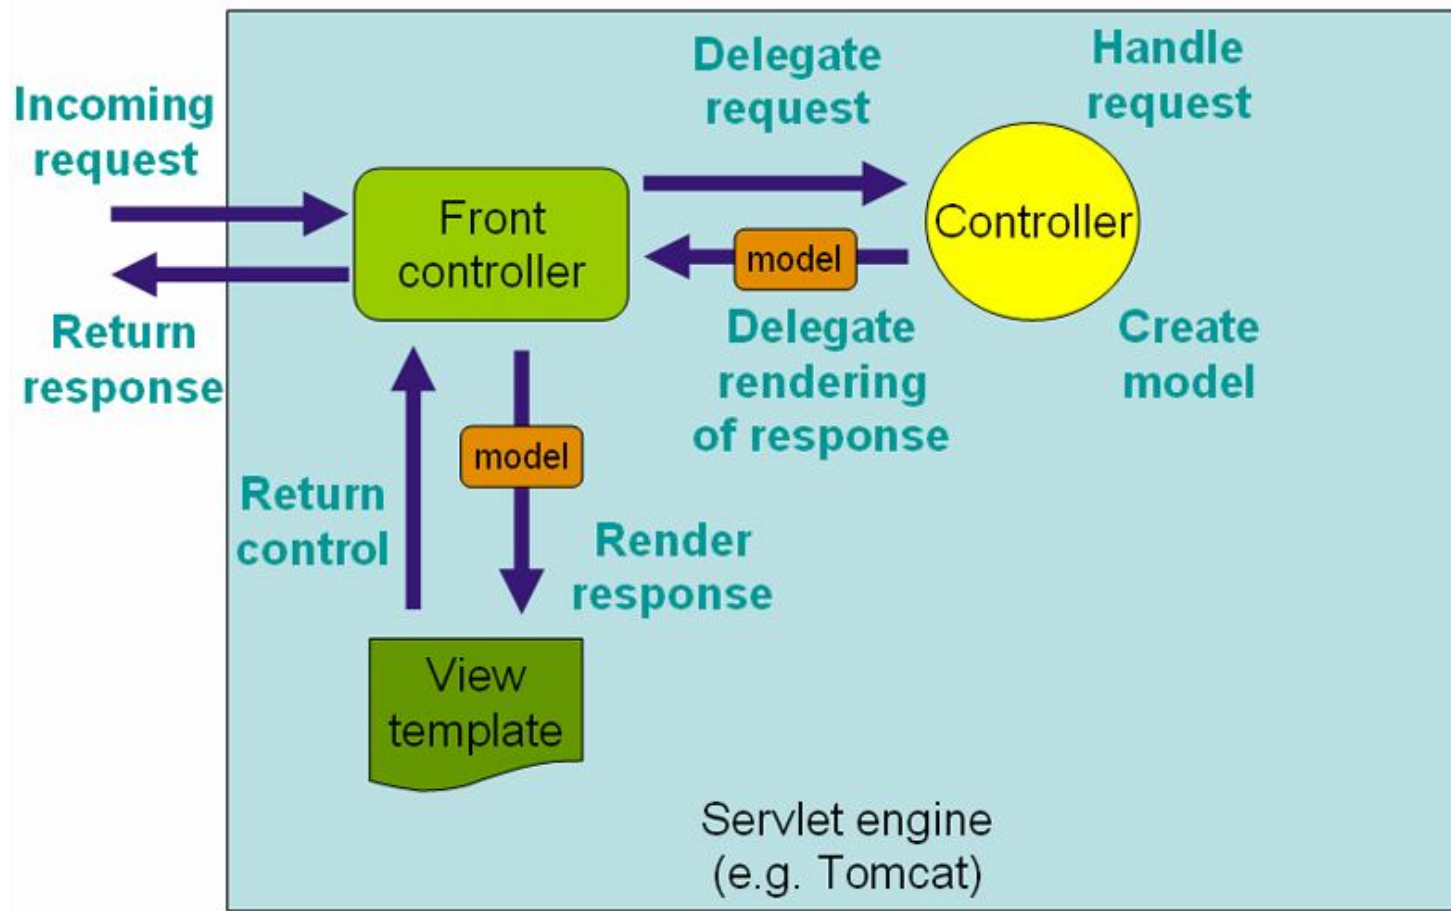 Incoming
request
Return
response
Delegate
request
Handle
request
Front
controller
Controller
model
Delegate
rendering
of response
Create
model
model
Return
control
Render
response
View
template
Servlet engine
(e.g. Tomcat)